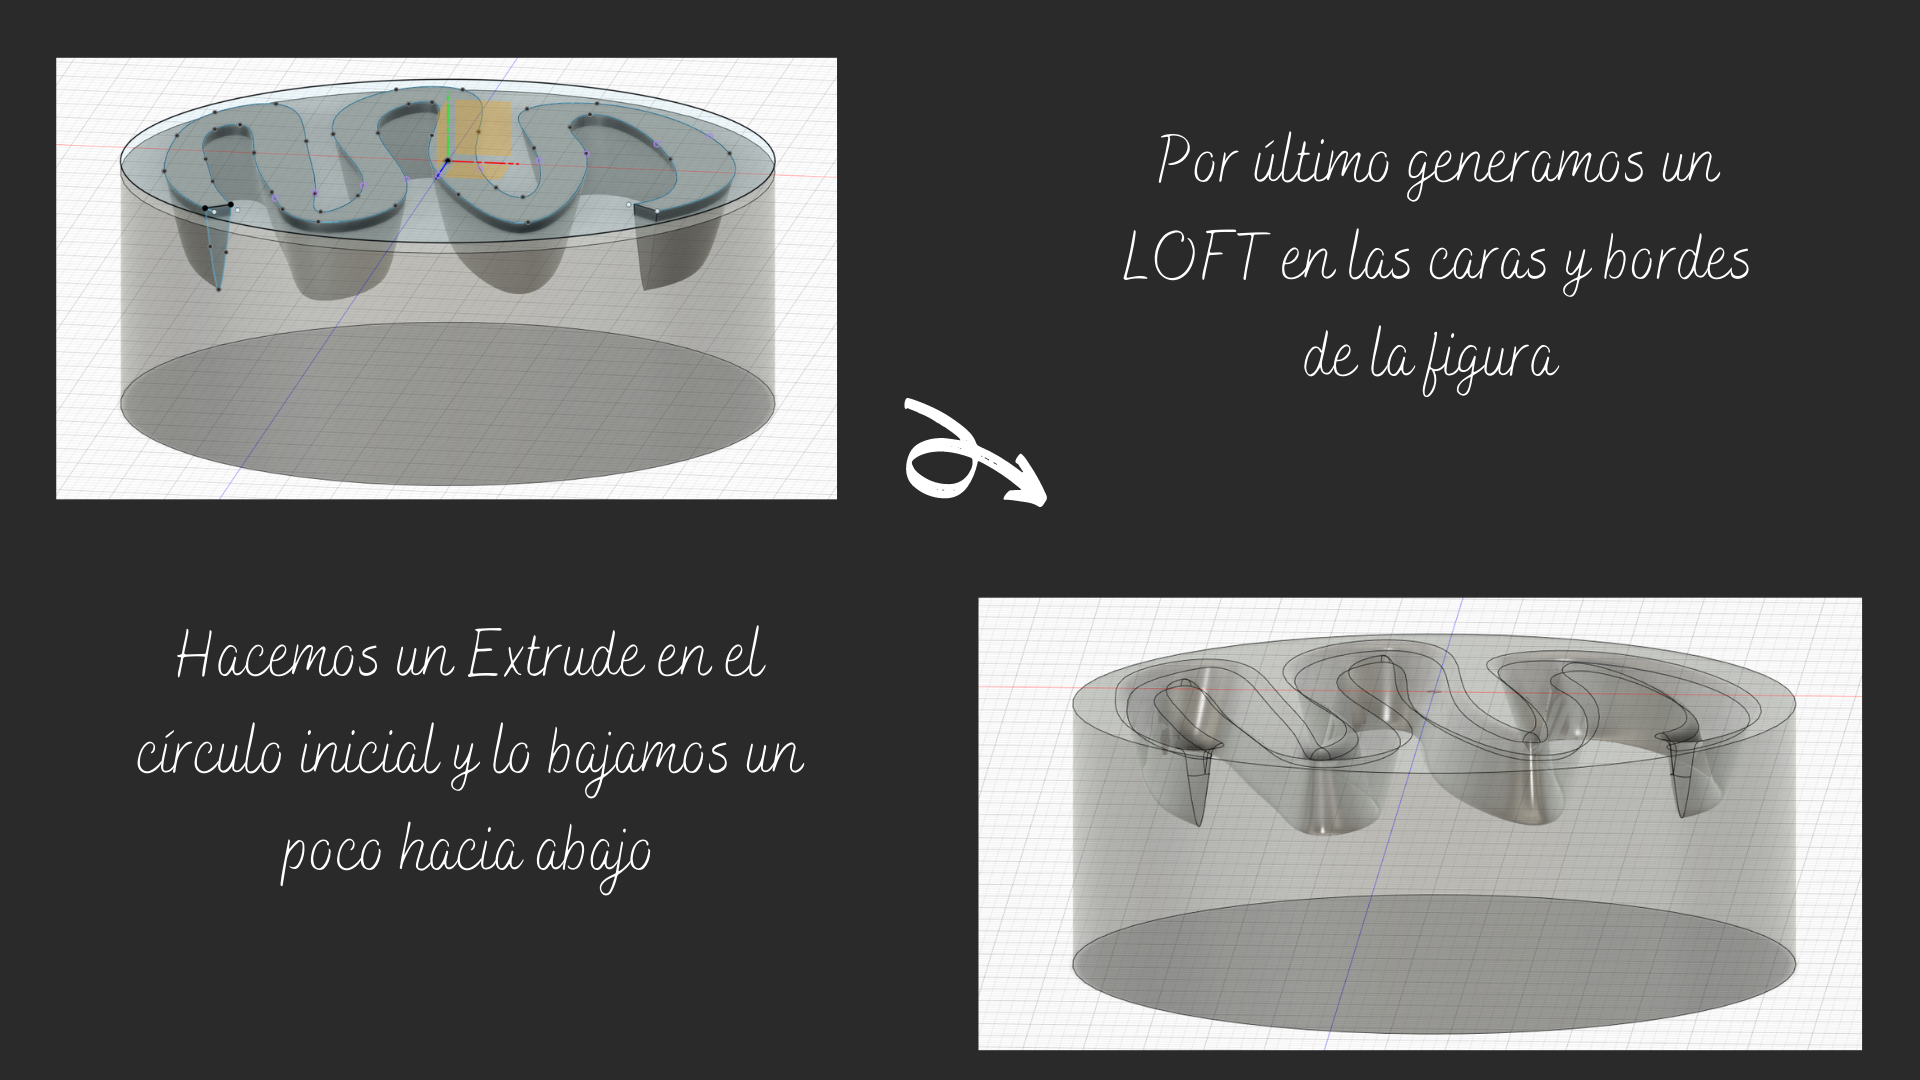 Por último generamos un
LOFT en las caras y bordes
de la figura
Hacemos un Extrude en el
círculo inicial y lo bajamos un
poco hacia abajo